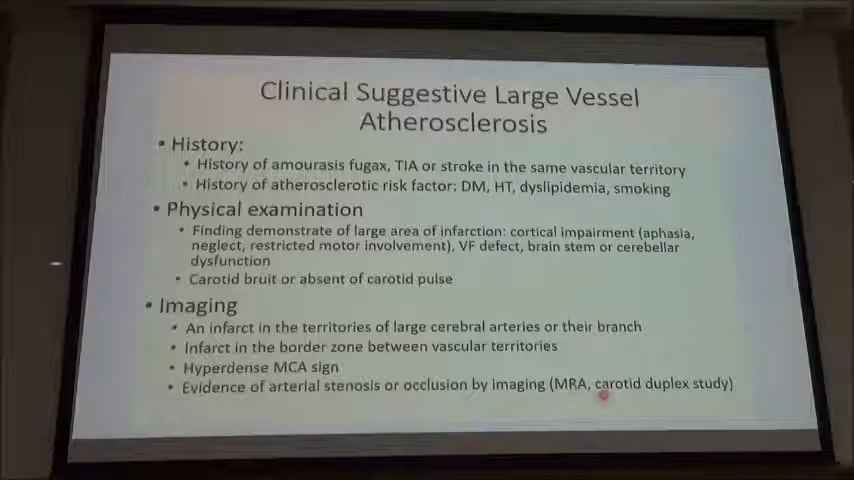 Clinical Suggestive Large Vessel
Atherosclerosis
• History:
• History of amourasis fugax, TIA or stroke in the same vascular territory
• History of atherosclerotic risk factor: DM, HT, dyslipidemia, smoking
• Physical examination
• Finding demonstrate of large area of infarction: cortical impairment (aphasia,
neglect, restricted motor involvement), VF defect, brain stem or cerebellar
dysfunction
• Carotid bruit or absent of carotid pulse
• Imaging
• An infarct in the territories of large cerebral arteries or their branch
• Infarct in the border zone between vascular territories
• Hyperdense MCA sign
• Evidence of arterial stenosis or occlusion by imaging (MRA, carotid duplex study)